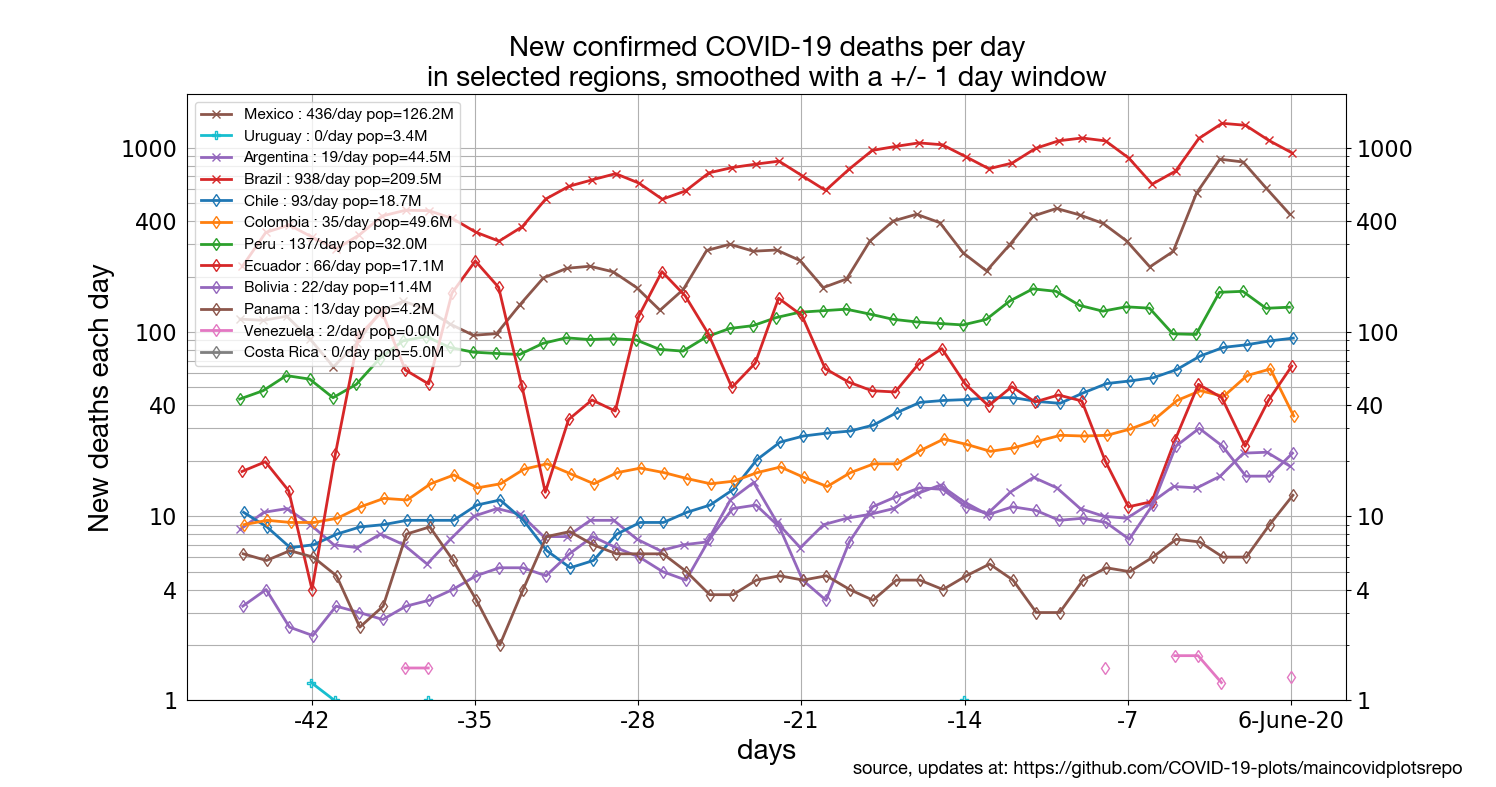 New confirmed COVID-19 deaths per day
in selected regions, smoothed with a +/- 1 day window
Mexico : 436/day pop=126.2M
Uruguay : 0/day pop=3.4M
Argentina : 19/day pop=44.5M
Brazil : 938/day pop=209.5M
Chile : 93/day pop=18.7M
Colombia : 35/day pop=49.6M
Peru : 137/day pop=32.0M
Ecuador : 66/day pop=17.1M
Bolivia : 22/day pop=11.4M
Panama : 13/day pop=4.2M
Venezuela : 2/day pop=0.0M
Costa Rica : 0/day pop=5.0M
New deaths each day
1000
400
100
40
10
4
1
1000
400
100
40
10
4
1
-42 -35 -28 -21 -14 -7 6-June-20
days
source, updates at: https://github.com/COVID-19-plots/maincovidplotsrepo